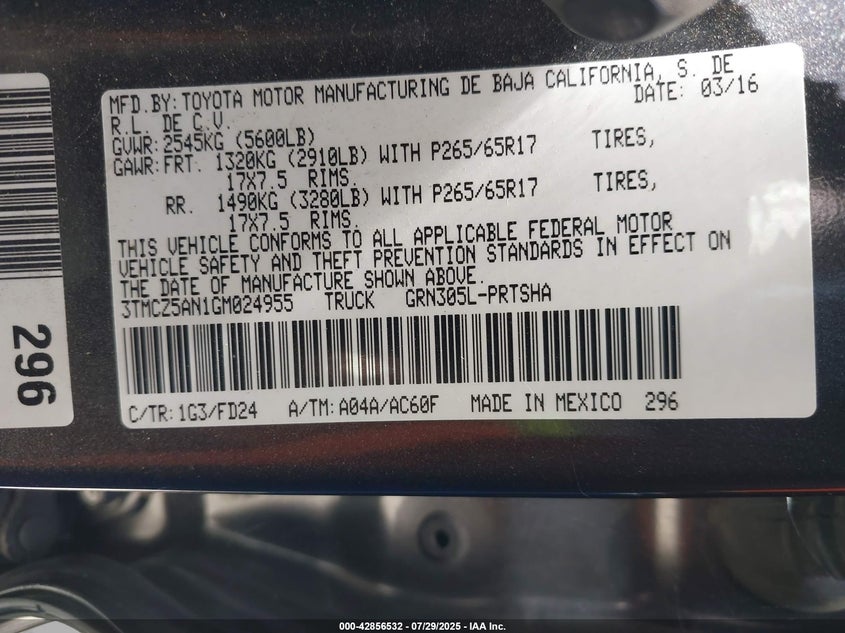 MFD.BY:TOYOTA MOTOR MANUFACTURING DE BAJA CALIFORNIA, S. DE
R.L. DE C.V. DATE: 03/16
GVWR: 2545KG (5600LB)
GAWR:FRT. 1320KG (2910LB) WITH P265/65R17 TIRES,
17X7.5 RIMS,
RR. 1490KG (3280LB) WITH P265/65R17 TIRES,
17X7.5 RIMS,
THIS VEHICLE CONFORMS TO ALL APPLICABLE FEDERAL MOTOR
VEHICLE SAFETY AND THEFT PREVENTION STANDARDS IN EFFECT ON
THE DATE OF MANUFACTURE SHOWN ABOVE.
3TMCZ5AN1GM024955 TRUCK GRN305L-PRTSHA
C/TR:1G3/FD24 A/TM:A04A/AC60F MADE IN MEXICO 296
296
000-42856532 / 07/29/2025 - IAA Inc.